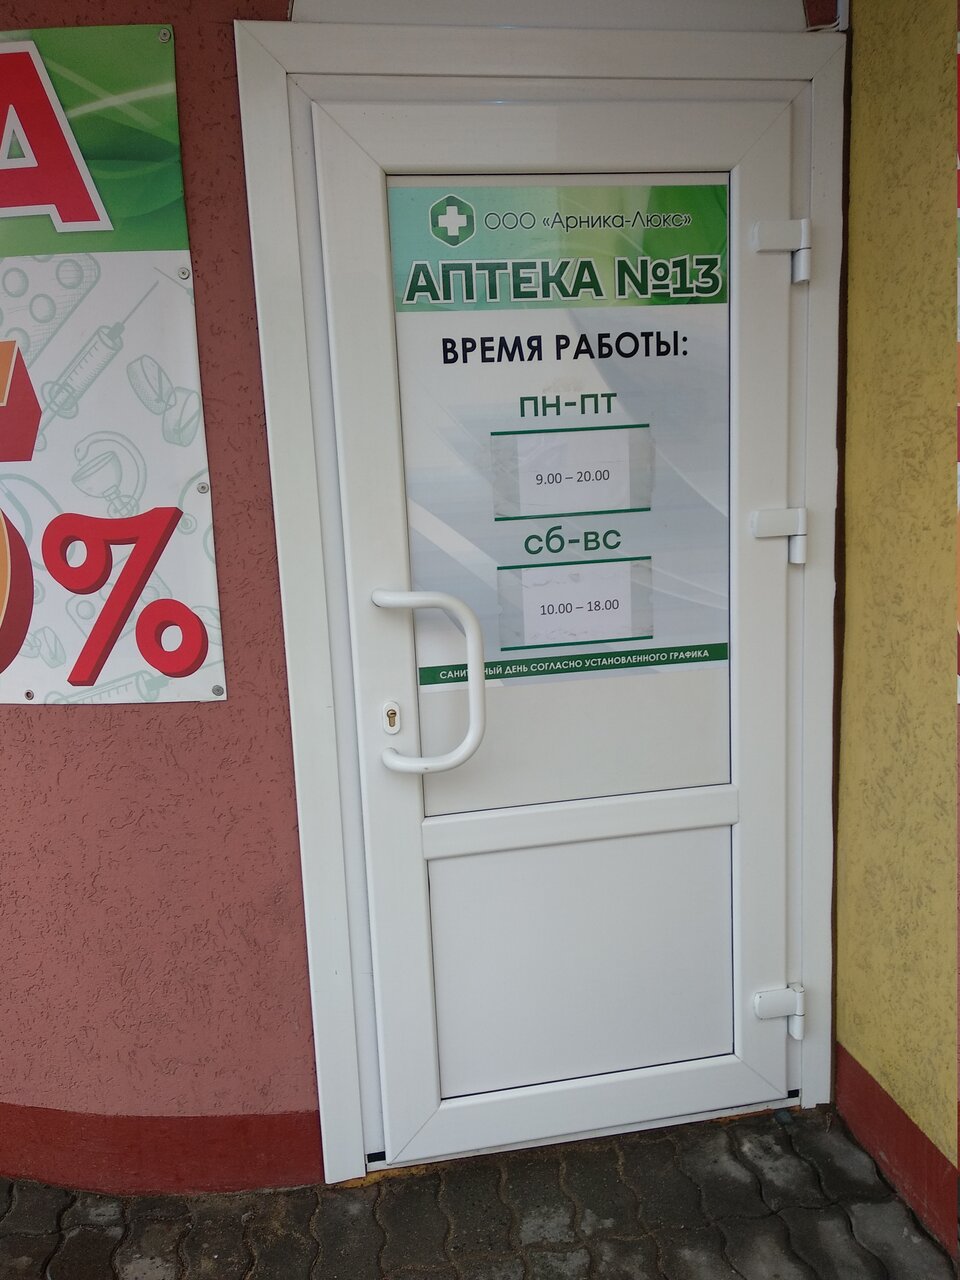 А
%
ООО «Арника-Люкс»
АПТЕКА №13
ВРЕМЯ РАБОТЫ:
ПН-ПТ
9.00 – 20.00
СБ-ВС
10.00 – 18.00
ДЕНЬ СОГЛАСНО УСТАНОВЛЕННОГО ГРАФИКА